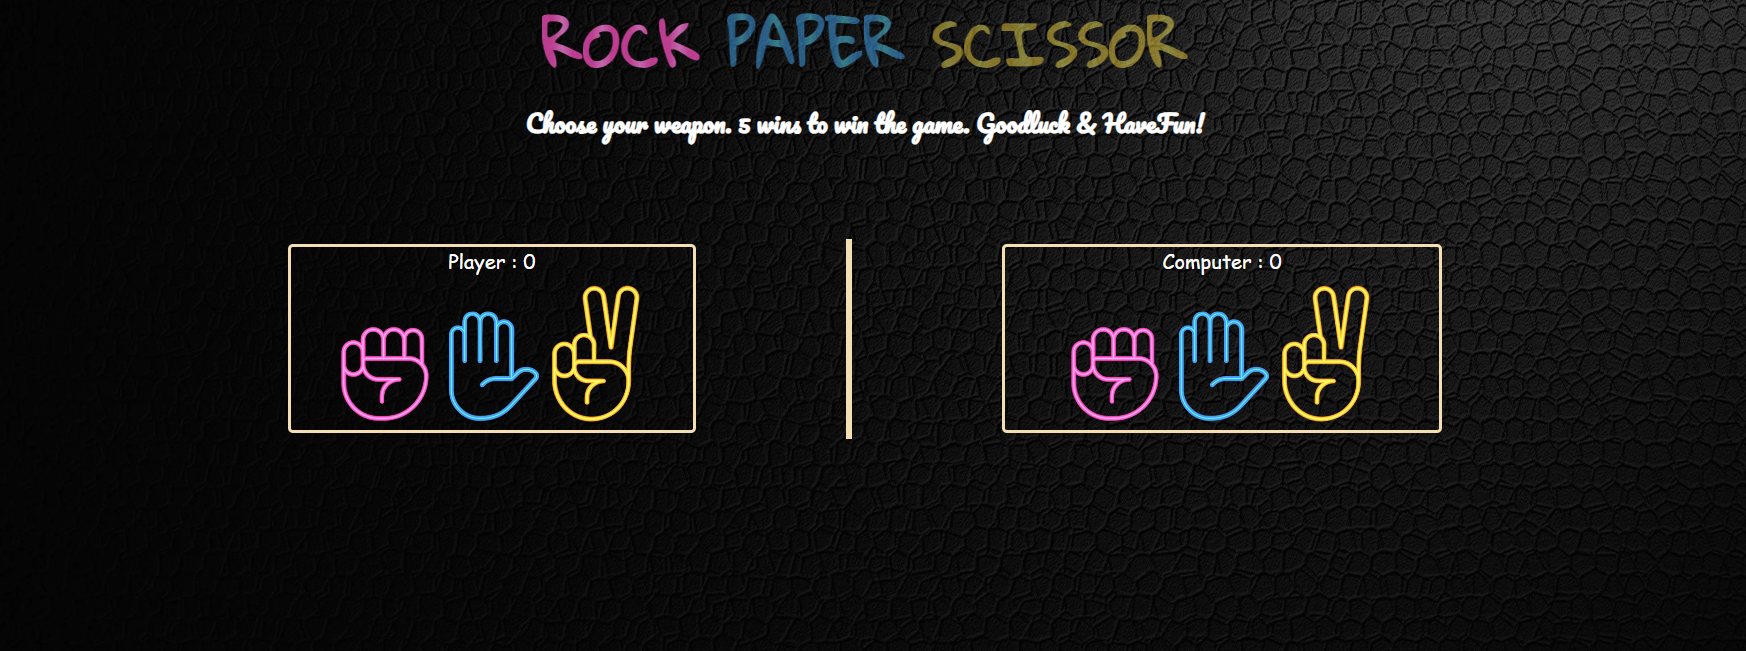 ROCK PAPER SCISSOR
Choose your weapon. 5 wins to win the game. Goodluck & HaveFun!
Player : 0
Computer : 0